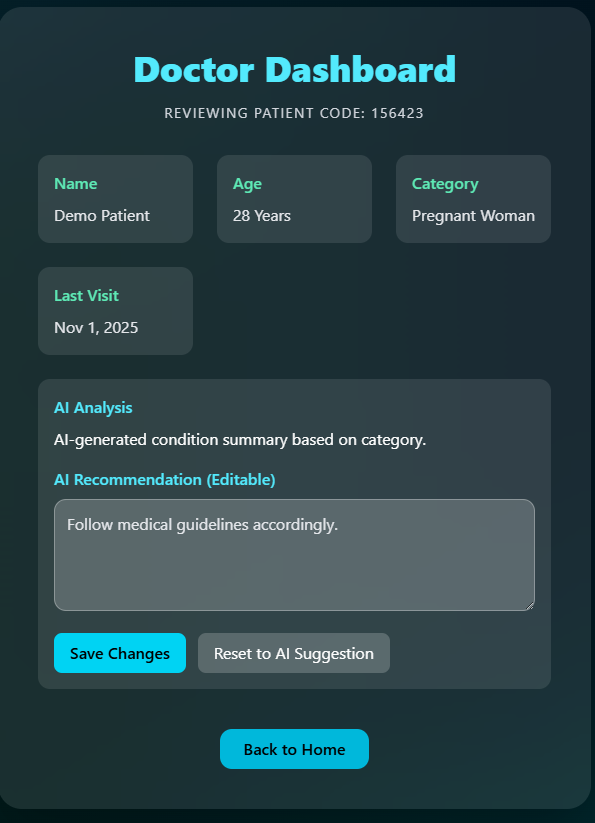 Doctor Dashboard
REVIEWING PATIENT CODE: 156423
Name
Demo Patient
Age
28 Years
Category
Pregnant Woman
Last Visit
Nov 1, 2025
AI Analysis
AI-generated condition summary based on category.
AI Recommendation (Editable)
Follow medical guidelines accordingly.
Save Changes
Reset to AI Suggestion
Back to Home